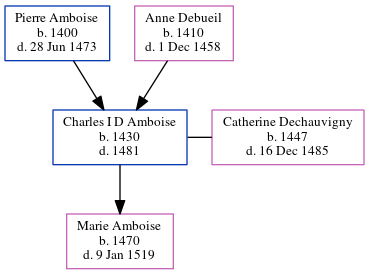 Pierre Amboise
b. 1400
d. 28 Jun 1473
Anne Debueil
b. 1410
d. 1 Dec 1458
Charles I D Amboise
b. 1430
d. 1481
Catherine Dechauvigny
b. 1447
d. 16 Dec 1485
Marie Amboise
b. 1470
d. 9 Jan 1519